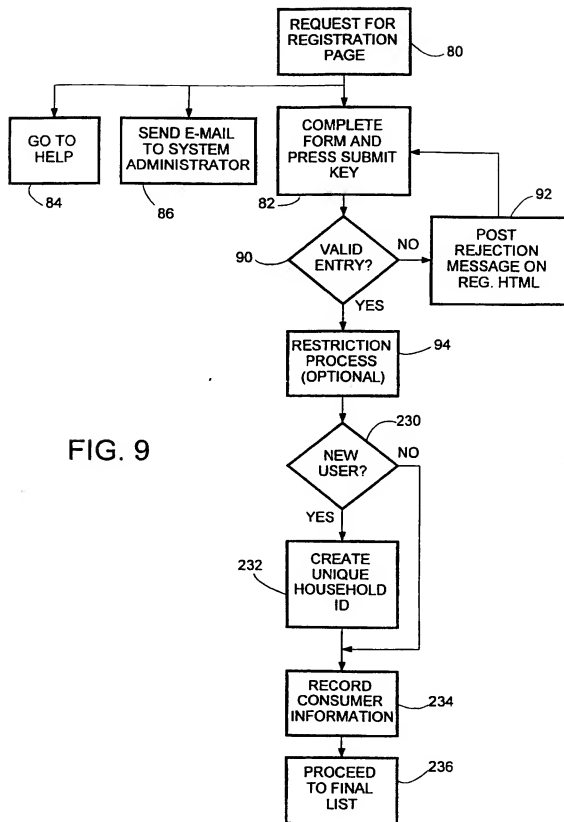 REQUEST FOR
REGISTRATION
PAGE
80
GO TO
HELP
84
SEND E-MAIL
TO SYSTEM
ADMINISTRATOR
86
COMPLETE
FORM AND
PRESS SUBMIT
KEY
82
92
POST
REJECTION
MESSAGE ON
REG. HTML
90
VALID
ENTRY?
NO
YES
RESTRICTION
PROCESS
(OPTIONAL)
94
230
FIG. 9
NEW
USER?
NO
YES
232
CREATE
UNIQUE
HOUSEHOLD
ID
RECORD
CONSUMER
INFORMATION
234
PROCEED
TO FINAL
LIST
236